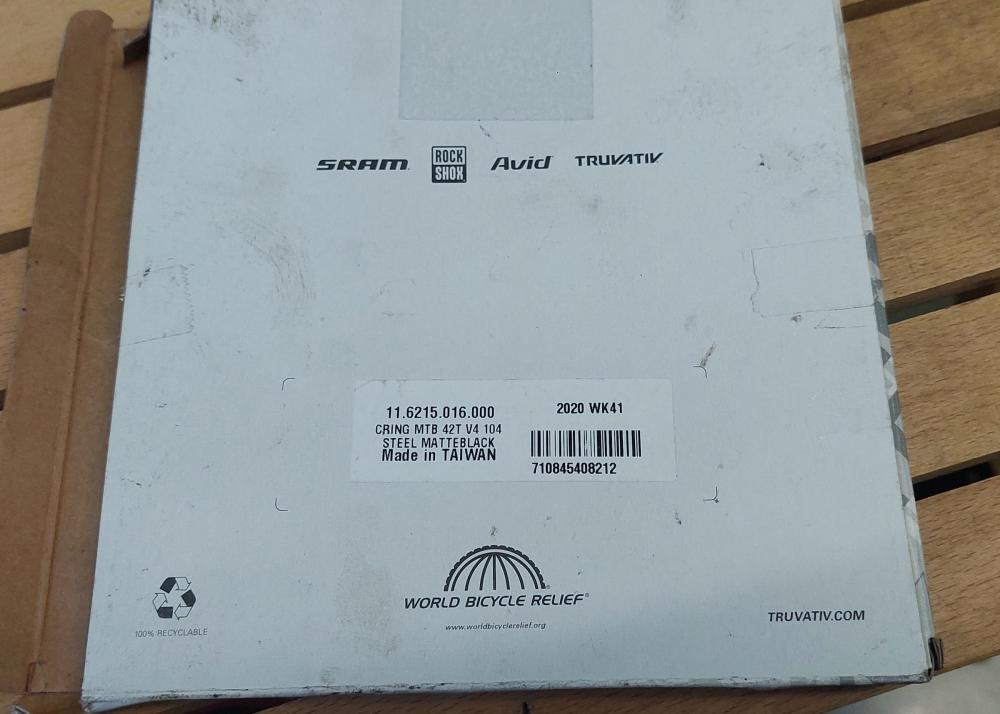 SRAM ROCK SHOX Avid TRUVATIV
11.6215.016.000 2020 WK41
CRING MTB 42T V4 104
STEEL MATTEBLACK
Made in TAIWAN
710845408212
WORLD BICYCLE RELIEF®
www.worldbicyclerelief.org
100% RECYCLABLE
TRUVATIV.COM